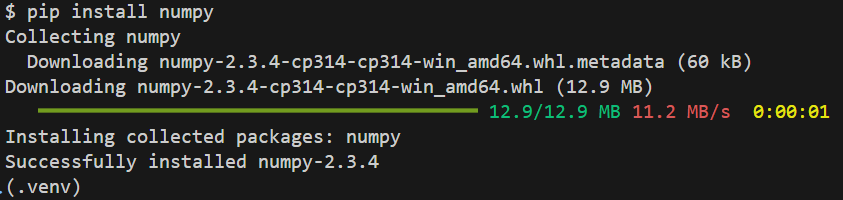 $ pip install numpy
Collecting numpy
  Downloading numpy-2.3.4-cp314-cp314-win_amd64.whl.metadata (60 kB)
Downloading numpy-2.3.4-cp314-cp314-win_amd64.whl (12.9 MB)
12.9/12.9 MB 11.2 MB/s  0:00:01
Installing collected packages: numpy
Successfully installed numpy-2.3.4
(.venv)